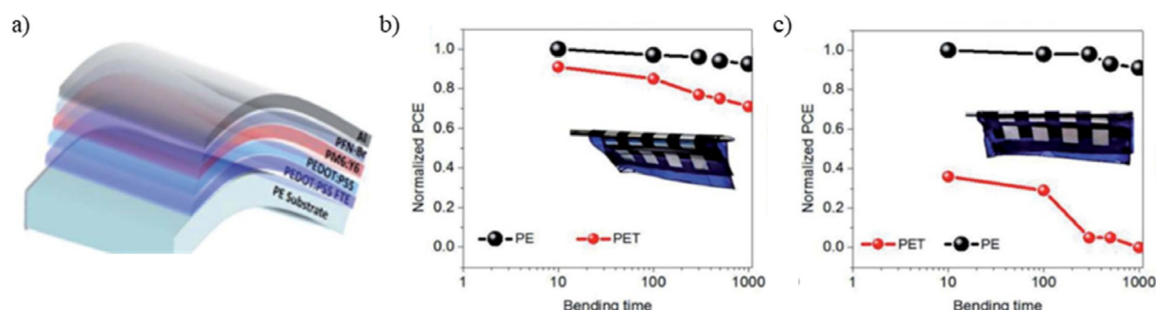 a)
Al
PFN-Br
PM6:Y6
PEDOT:PSS
PEDOT:PSS FTE
PE Substrate
b)
Normalized PCE
1.0
0.8
0.6
0.4
0.2
0.0
PE PET
1 10 100 1000
Bending time
c)
Normalized PCE
1.0
0.8
0.6
0.4
0.2
0.0
PET PE
1 10 100 1000
Bending time